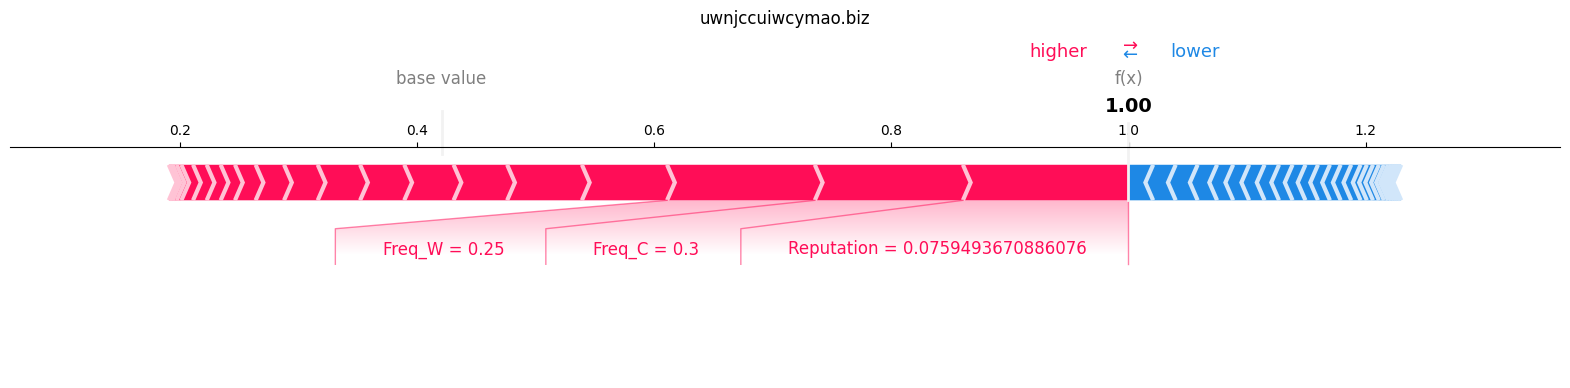 uwnjccuiwcymao.biz
higher ⇄ lower
base value
f(x)
1.00
0.2 0.4 0.6 0.8 1.0 1.2
Freq_W = 0.25
Freq_C = 0.3
Reputation = 0.0759493670886076